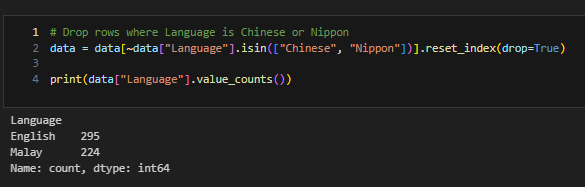 1 # Drop rows where Language is Chinese or Nippon
2 data = data[~data["Language"].isin(["Chinese", "Nippon"])].reset_index(drop=True)
3
4 print(data["Language"].value_counts())
Language
English 295
Malay 224
Name: count, dtype: int64